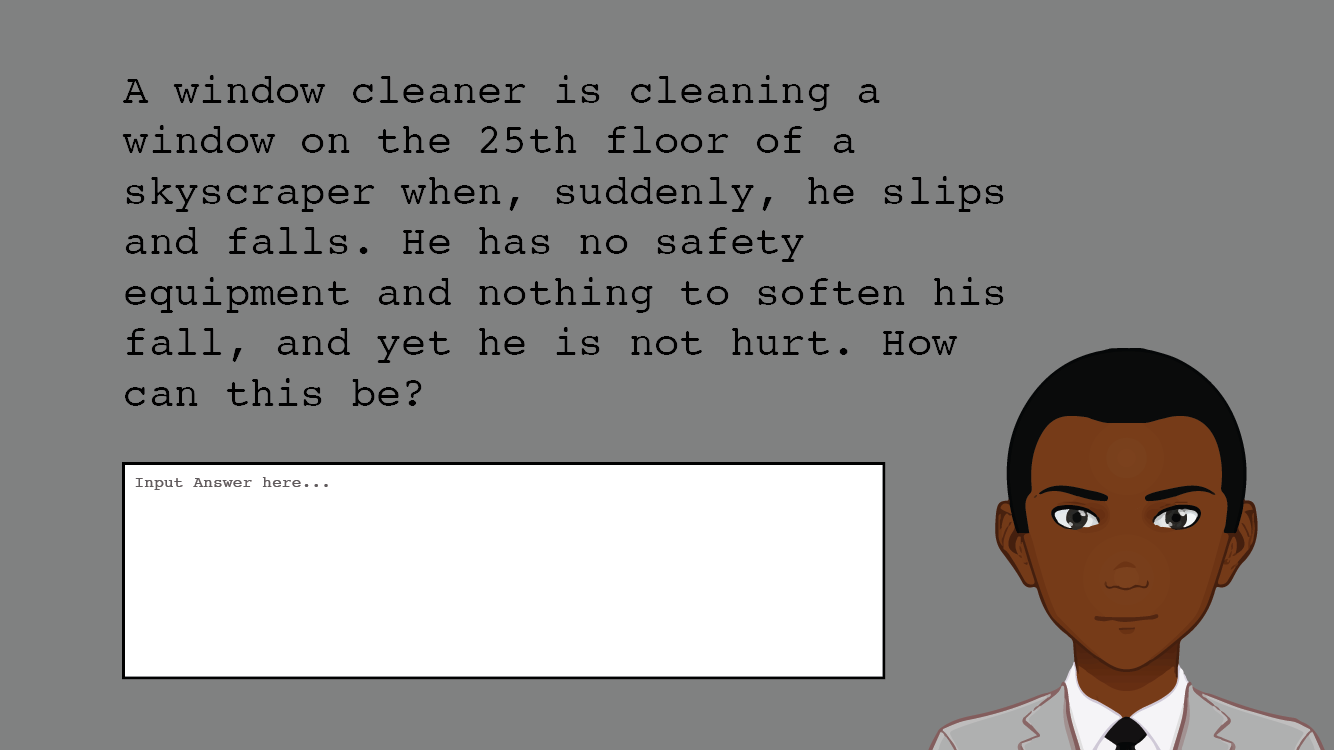 A window cleaner is cleaning a
window on the 25th floor of a
skyscraper when, suddenly, he slips
and falls. He has no safety
equipment and nothing to soften his
fall, and yet he is not hurt. How
can this be?
Input Answer here...